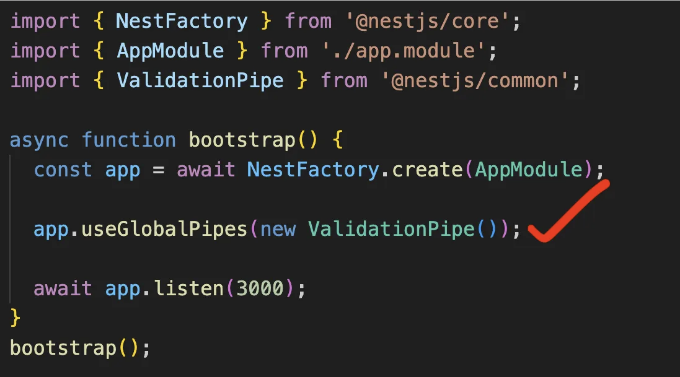 import { NestFactory } from '@nestjs/core';
import { AppModule } from './app.module';
import { ValidationPipe } from '@nestjs/common';
async function bootstrap() {
const app = await NestFactory.create(AppModule);
app.useGlobalPipes(new ValidationPipe());
await app.listen(3000);
}
bootstrap();